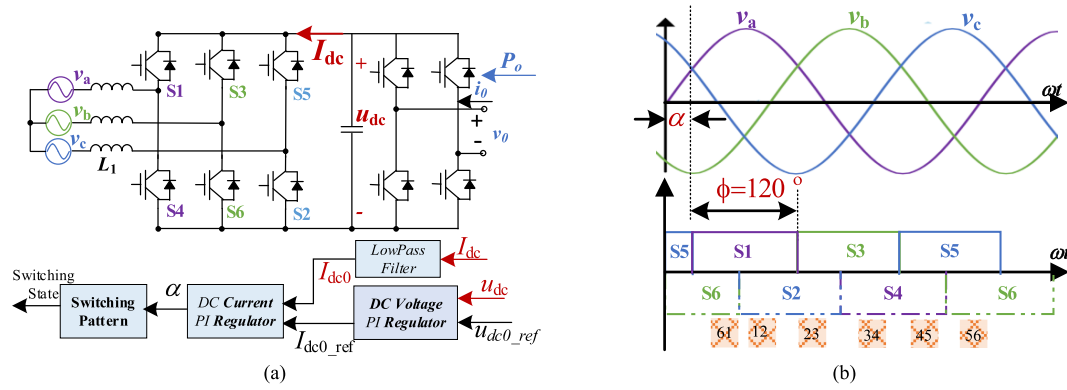 I_dc
P_o
v_a
S1
S3
S5
+
i_0
v_b
u_dc
+
v_0
v_c
-
L_1
S4
S6
S2
-
LowPass Filter
I_dc
I_dc0
Switching State
Switching Pattern
α
DC Current PI Regulator
DC Voltage PI Regulator
u_dc
I_dc0_ref
u_dc0_ref
(a)
v_a
v_b
v_c
ωt
α
ϕ=120 °
S5
S1
S3
S5
ωt
S6
S2
S4
S6
61
12
23
34
45
56
(b)